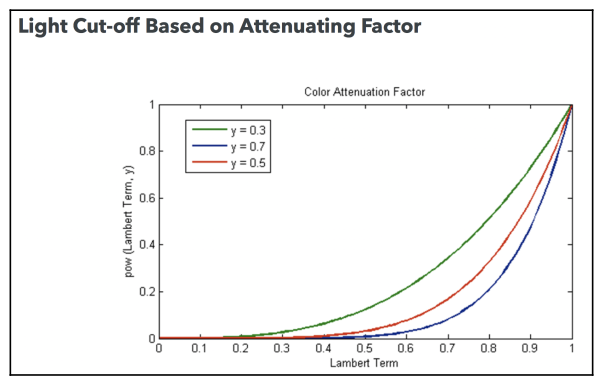 Light Cut-off Based on Attenuating Factor
Color Attenuation Factor
y = 0.3
y = 0.7
y = 0.5
pow (Lambert Term, y)
1
0.8
0.6
0.4
0.2
0
0 0.1 0.2 0.3 0.4 0.5 0.6 0.7 0.8 0.9 1
Lambert Term